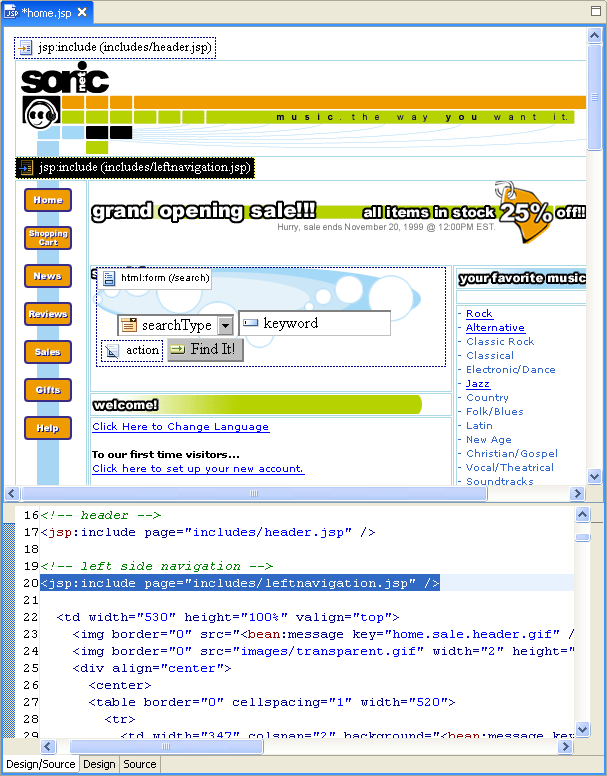 *home.jsp
jsp:include (includes/header.jsp)
sonic
net
music. the way you want it.
jsp:include (includes/leftnavigation.jsp)
Home
Shopping Cart
News
Reviews
Sales
Gifts
Help
grand opening sale!!! all items in stock 25% off!!
Hurry, sale ends November 20, 1999 @ 12:00PM EST.
html:form (/search)
searchType
keyword
action
Find It!
your favorite music
- Rock
- Alternative
- Classic Rock
- Classical
- Electronic/Dance
- Jazz
- Country
- Folk/Blues
- Latin
- New Age
- Christian/Gospel
- Vocal/Theatrical
- Soundtracks
welcome!
Click Here to Change Language
To our first time visitors...
Click here to set up your new account.
16 <!-- header -->
17 <jsp:include page="includes/header.jsp" />
18
19 <!-- left side navigation -->
20 <jsp:include page="includes/leftnavigation.jsp" />
21
22 <td width="530" height="100%" valign="top">
23 <img border="0" src="<bean:message key="home.sale.header.gif" /
24 <img border="0" src="images/transparent.gif" width="2" height="
25 <div align="center">
26 <center>
27 <table border="0" cellspacing="1" width="520">
28 <tr>
29 <td width="347" colspan="2" background="<bean:message key
Design/Source Design Source